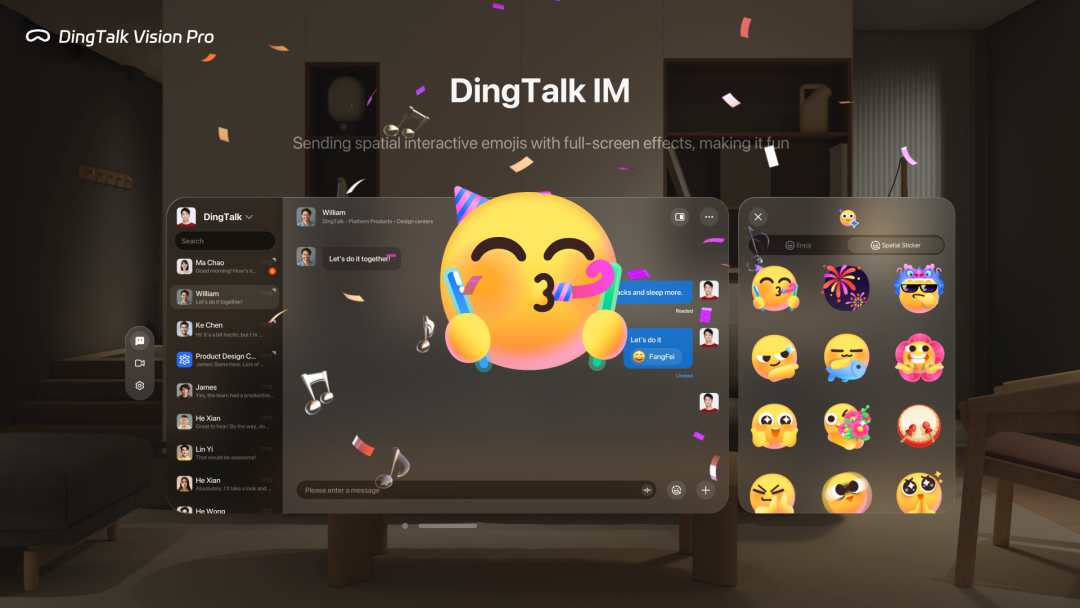 DingTalk Vision Pro
DingTalk IM
Sending spatial interactive emojis with full-screen effects, making it fun
DingTalk
Search
Ma Chao
Good morning! How's it...
William
Let's do it together!
Ke Chen
Hi! It's a bit hectic, but I'm ...
Product Design C...
James: Same here. Lots of ...
James
Yes, the team had a productive...
He Xian
Great to hear! By the way, do...
Lin Yi
That would be awesome!
He Xian
Absolutely, I'll take a look and ...
He Wong
William
DingTalk - Platform Products - Design centers
Let's do it together!
acks and sleep more.
Readed
Let's do it
FangFei
Unread
Please enter a message
Emoji
Spatial Sticker